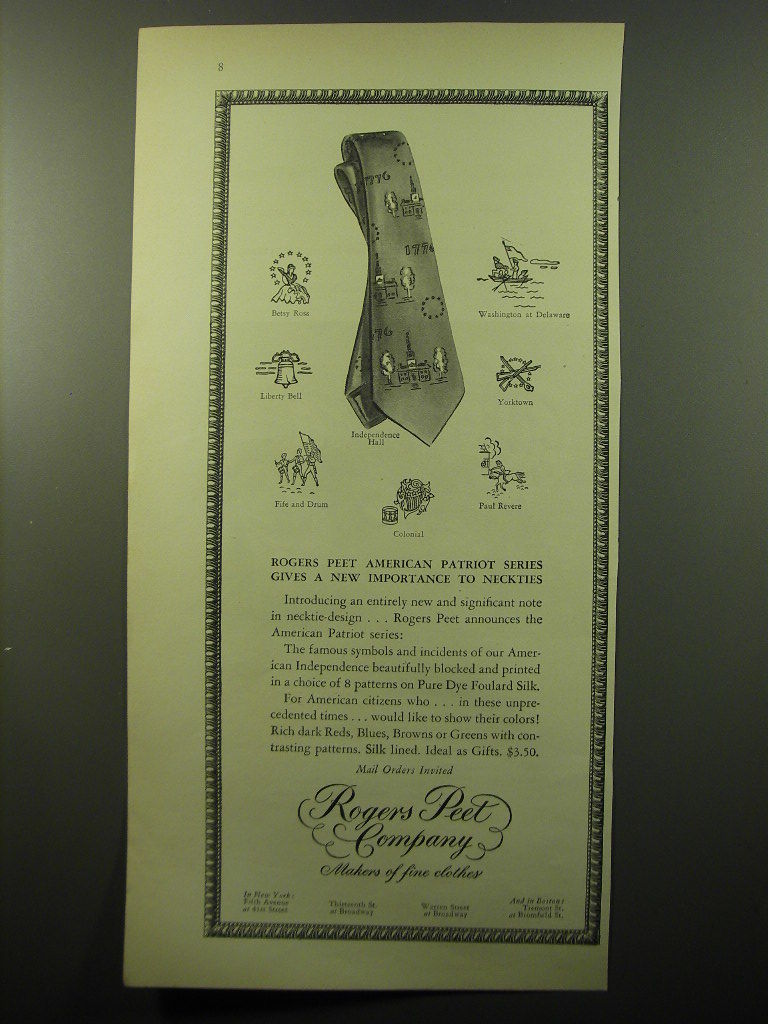 8
1776
1776
76
Betsy Ross
Washington at Delaware
Liberty Bell
Yorktown
Independence
Hall
Fife and Drum
Paul Revere
Colonial
ROGERS PEET AMERICAN PATRIOT SERIES
GIVES A NEW IMPORTANCE TO NECKTIES
Introducing an entirely new and significant note
in necktie-design . . . Rogers Peet announces the
American Patriot series:
The famous symbols and incidents of our Amer-
ican Independence beautifully blocked and printed
in a choice of 8 patterns on Pure Dye Foulard Silk.
For American citizens who . . . in these unpre-
cedented times . . . would like to show their colors!
Rich dark Reds, Blues, Browns or Greens with con-
trasting patterns. Silk lined. Ideal as Gifts. $3.50.
Mail Orders Invited
Rogers Peet
Company
Makers of fine clothes
In New York:
Fifth Avenue
at 41st Street
Thirteenth St.
at Broadway
Warren Street
at Broadway
And in Boston:
Tremont St.
at Bromfield St.